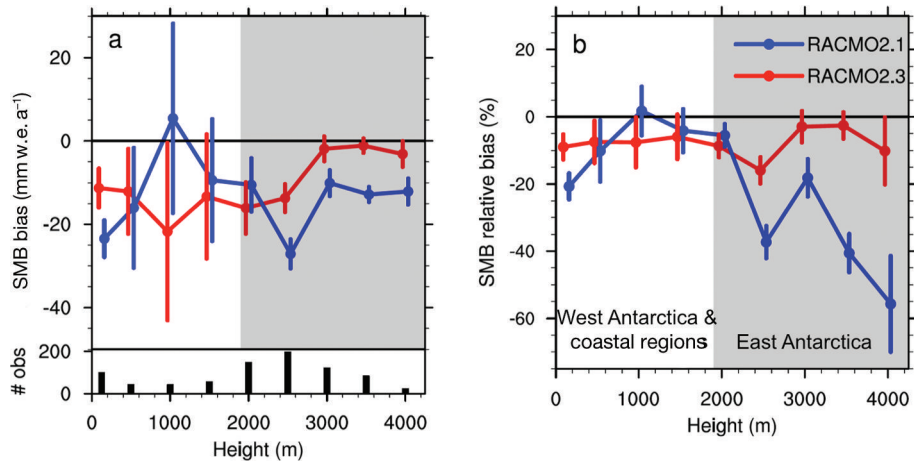 a
SMB bias (mm w.e. a⁻¹)
20
0
-20
-40
# obs
200
0
0 1000 2000 3000 4000
Height (m)
b
RACMO2.1
RACMO2.3
SMB relative bias (%)
20
0
-20
-40
-60
West Antarctica &
coastal regions
East Antarctica
0 1000 2000 3000 4000
Height (m)